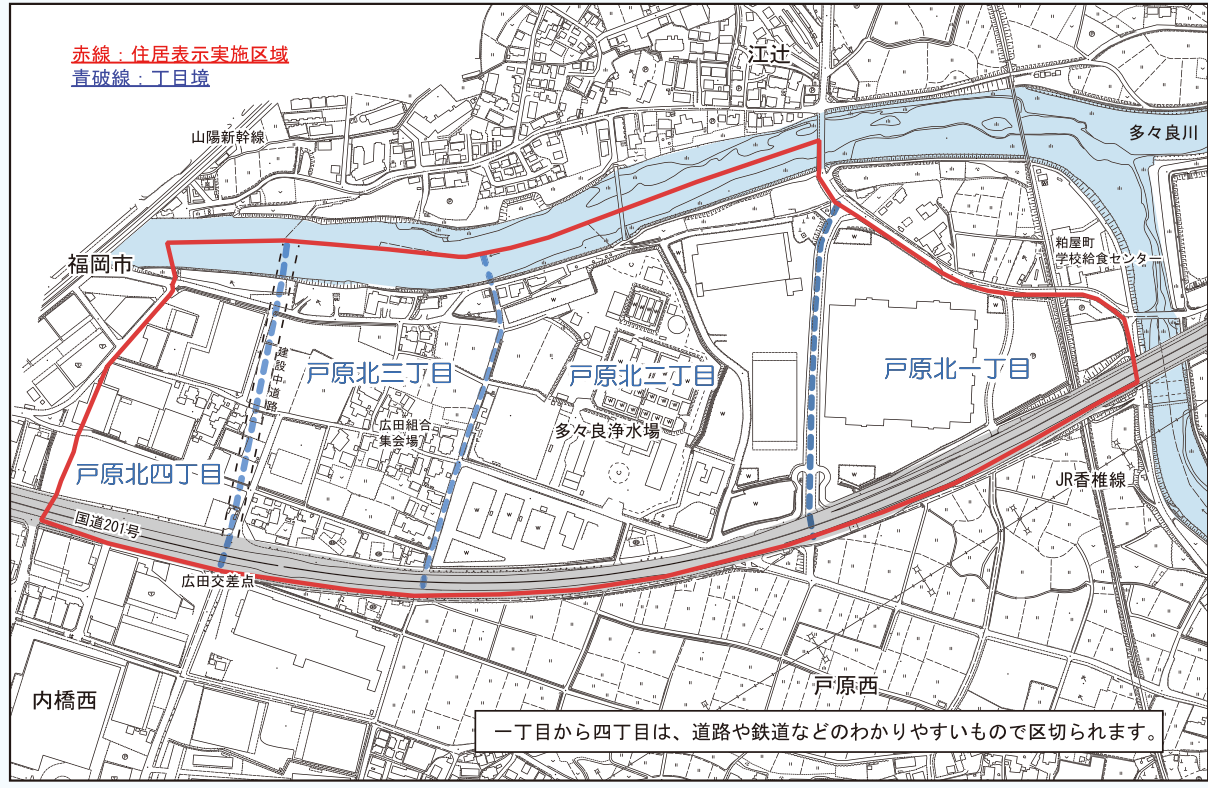 赤線：住居表示実施区域
青破線：丁目境
江辻
山陽新幹線
多々良川
福岡市
粕屋町
学校給食センター
建設中道路
戸原北三丁目
戸原北二丁目
戸原北一丁目
広田組合
集会場
多々良浄水場
戸原北四丁目
JR香椎線
国道201号
広田交差点
内橋西
戸原西
一丁目から四丁目は、道路や鉄道などのわかりやすいもので区切られます。